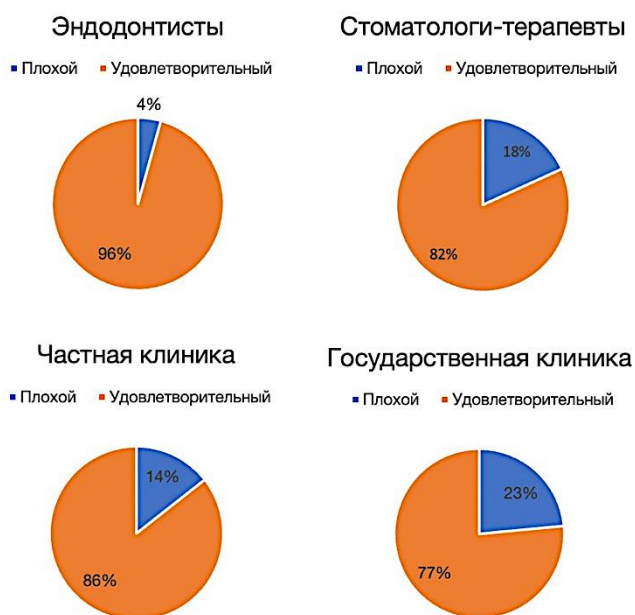 Эндодонтисты
Плохой Удовлетворительный
4%
96%
Стоматологи-терапевты
Плохой Удовлетворительный
18%
82%
Частная клиника
Плохой Удовлетворительный
14%
86%
Государственная клиника
Плохой Удовлетворительный
23%
77%